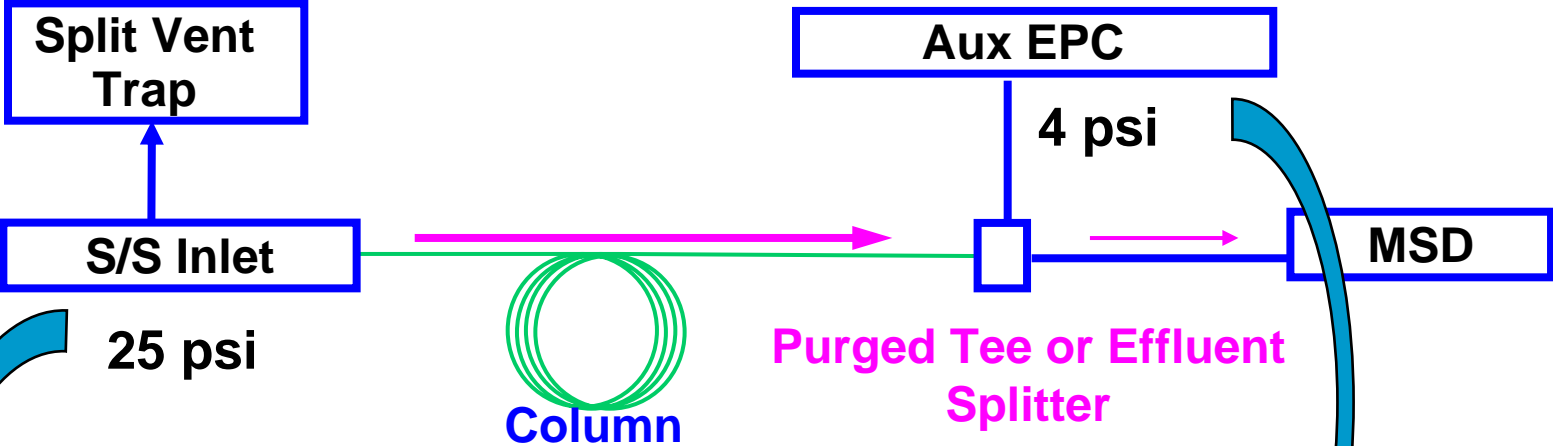 Split Vent
Trap
Aux EPC
4 psi
S/S Inlet
MSD
25 psi
Purged Tee or Effluent
Splitter
Column